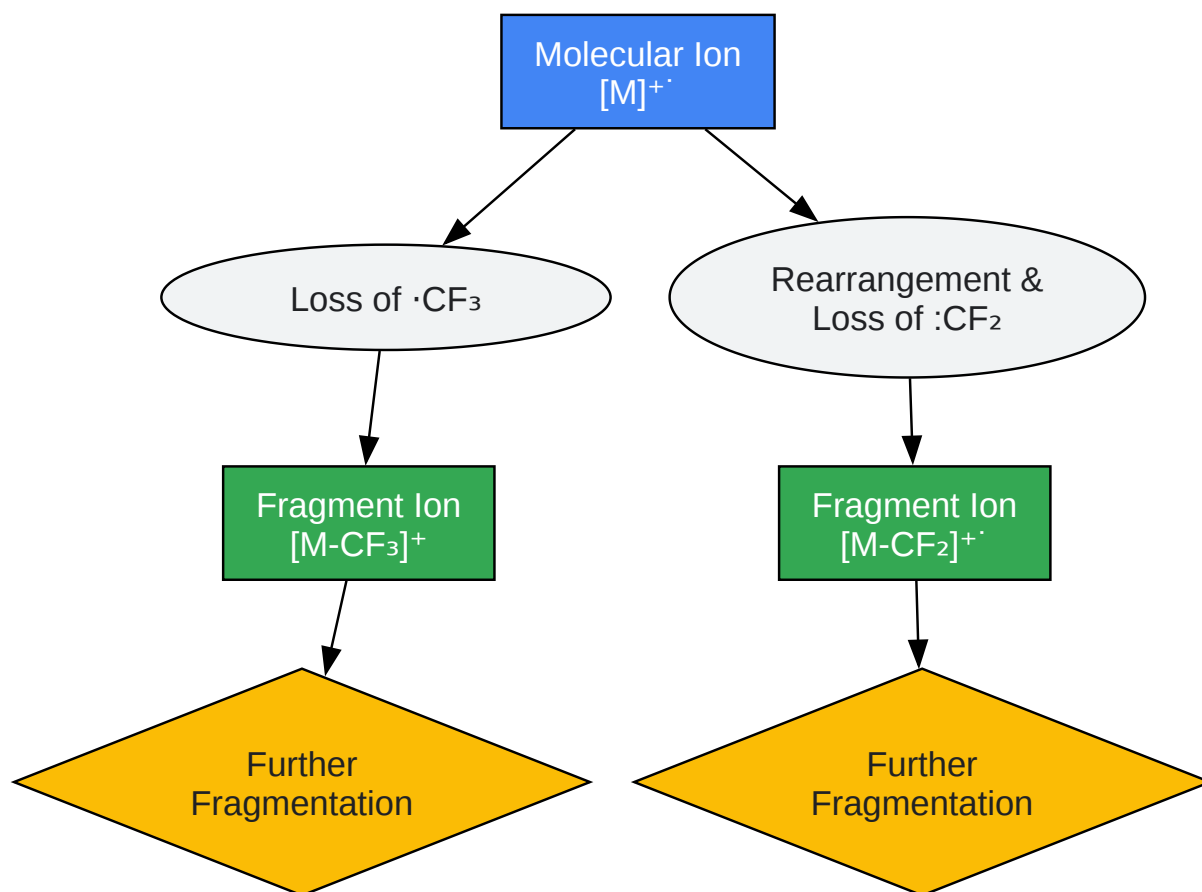 Molecular Ion
[M]⁺˙
Loss of ·CF₃
Rearrangement &
Loss of :CF₂
Fragment Ion
[M-CF₃]⁺
Fragment Ion
[M-CF₂]⁺˙
Further
Fragmentation
Further
Fragmentation